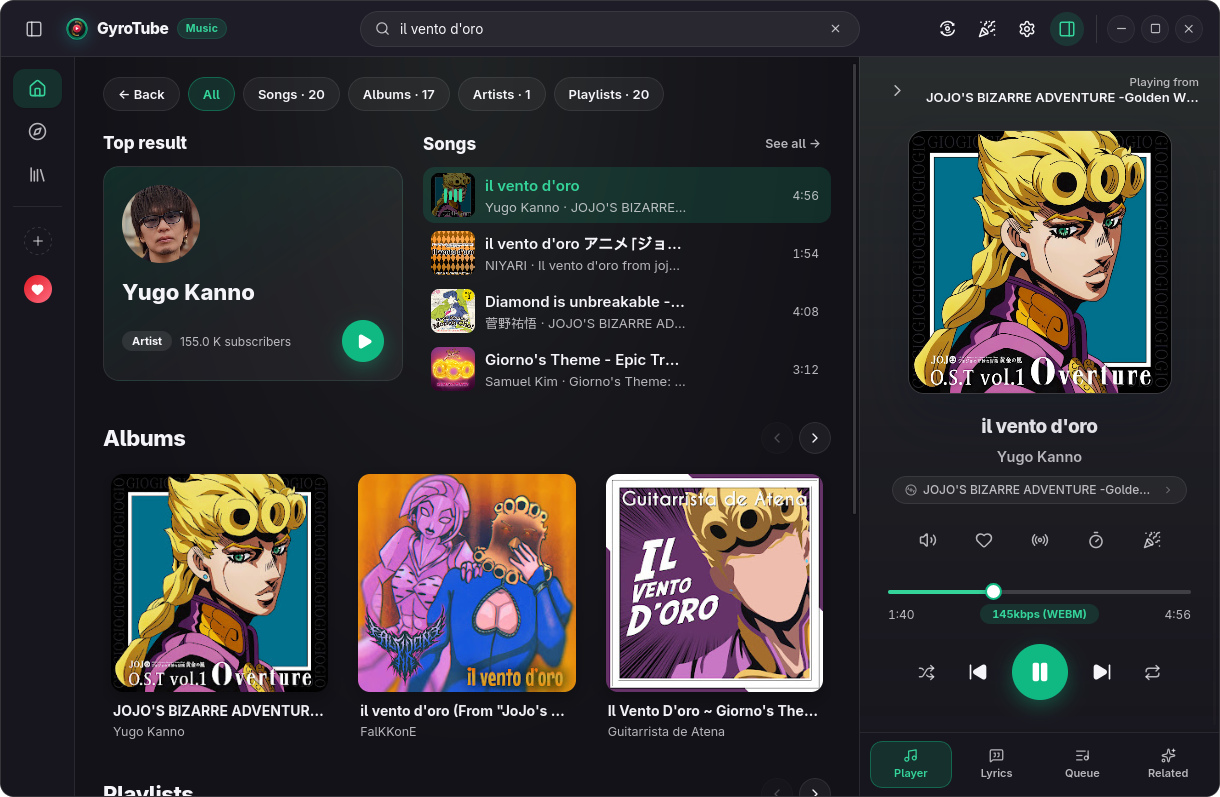 GyroTube Music
il vento d'oro
← Back
All
Songs · 20
Albums · 17
Artists · 1
Playlists · 20
Top result
Yugo Kanno
Artist
155.0 K subscribers
Songs
See all →
il vento d'oro
Yugo Kanno · JOJO'S BIZARRE...
4:56
il vento d'oro アニメ「ジョ...
NIYARI · Il vento d'oro from joj...
1:54
Diamond is unbreakable -...
菅野祐悟 · JOJO'S BIZARRE AD...
4:08
Giorno's Theme - Epic Tr...
Samuel Kim · Giorno's Theme: ...
3:12
Albums
JOJO
O.S.T vol.1 Overture
JOJO'S BIZARRE ADVENTUR...
Yugo Kanno
FALKKONE
il vento d'oro
il vento d'oro (From "JoJo's ...
FalKKonE
Guitarrista de Atena
IL
VENTO
D'ORO
Il Vento D'oro ~ Giorno's The...
Guitarrista de Atena
Playlists
Playing from
JOJO'S BIZARRE ADVENTURE -Golden W...
GIOGIOGIOGIOGIO
JOJO
O.S.T vol.1 Overture
il vento d'oro
Yugo Kanno
JOJO'S BIZARRE ADVENTURE -Golde...
1:40
145kbps (WEBM)
4:56
Player
Lyrics
Queue
Related